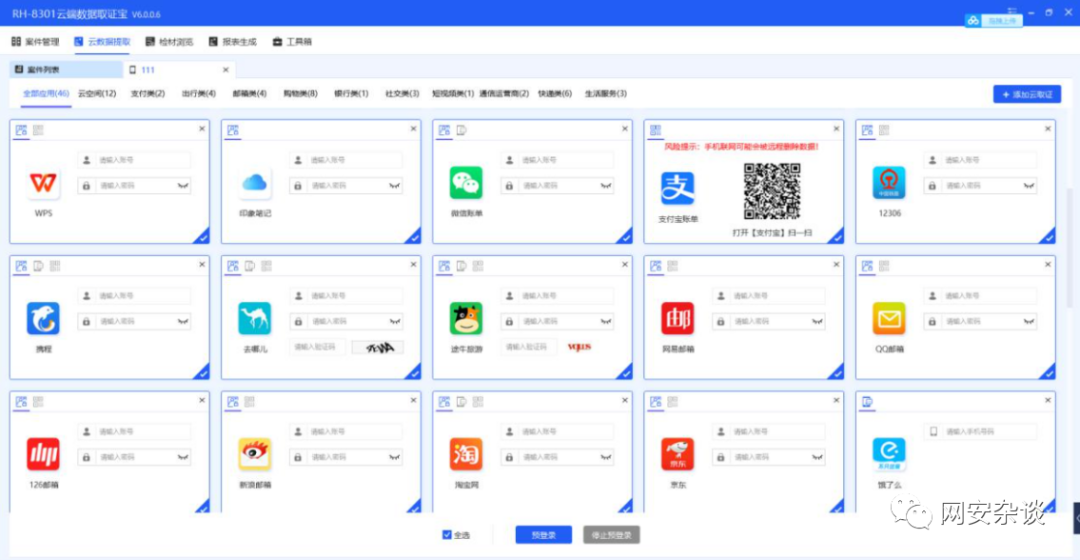 RH-8301云端数据取证宝 V6.0.0.6
案件管理 云数据提取 检材浏览 报表生成 工具箱
案件列表 111
全部应用(46) 云空间(12) 支付类(2) 出行类(4) 邮箱类(4) 购物类(8) 银行类(1) 社交类(3) 短视频类(1) 通信运营商(2) 快递类(6) 生活服务(3)
+ 添加云取证
请输入账号
请输入密码
WPS
请输入账号
请输入密码
印象笔记
请输入账号
请输入密码
微信账单
风险提示：手机联网可能会被远程删除数据!
支
支付宝账单
打开【支付宝】扫一扫
请输入账号
请输入密码
12306
请输入账号
请输入密码
携程
请输入账号
请输入密码
请输入验证码
去哪儿
请输入账号
请输入密码
请输入验证码
途牛旅游
请输入账号
请输入密码
邮
网易邮箱
请输入账号
请输入密码
QQ邮箱
请输入账号
请输入密码
126邮箱
请输入账号
请输入密码
新浪邮箱
请输入账号
请输入密码
淘
淘宝网
请输入账号
请输入密码
京东
京东
请输入手机号码
饿了么
全选 预登录 停止预登录
网安杂谈